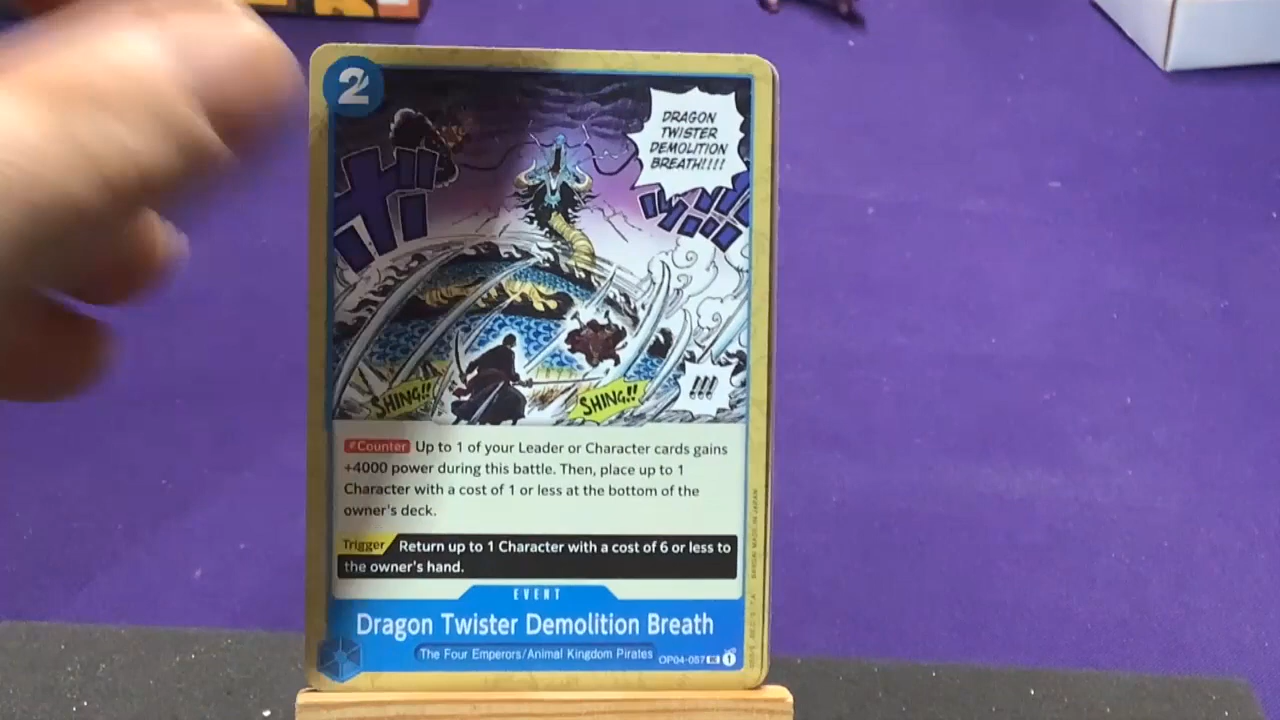 2
DRAGON
TWISTER
DEMOLITION
BREATH!!!!
SHING!!
SHING!!
!!!
Counter Up to 1 of your Leader or Character cards gains
+4000 power during this battle. Then, place up to 1
Character with a cost of 1 or less at the bottom of the
owner's deck.
Trigger Return up to 1 Character with a cost of 6 or less to
the owner's hand.
EVENT
Dragon Twister Demolition Breath
The Four Emperors/Animal Kingdom Pirates
OP04-057 1